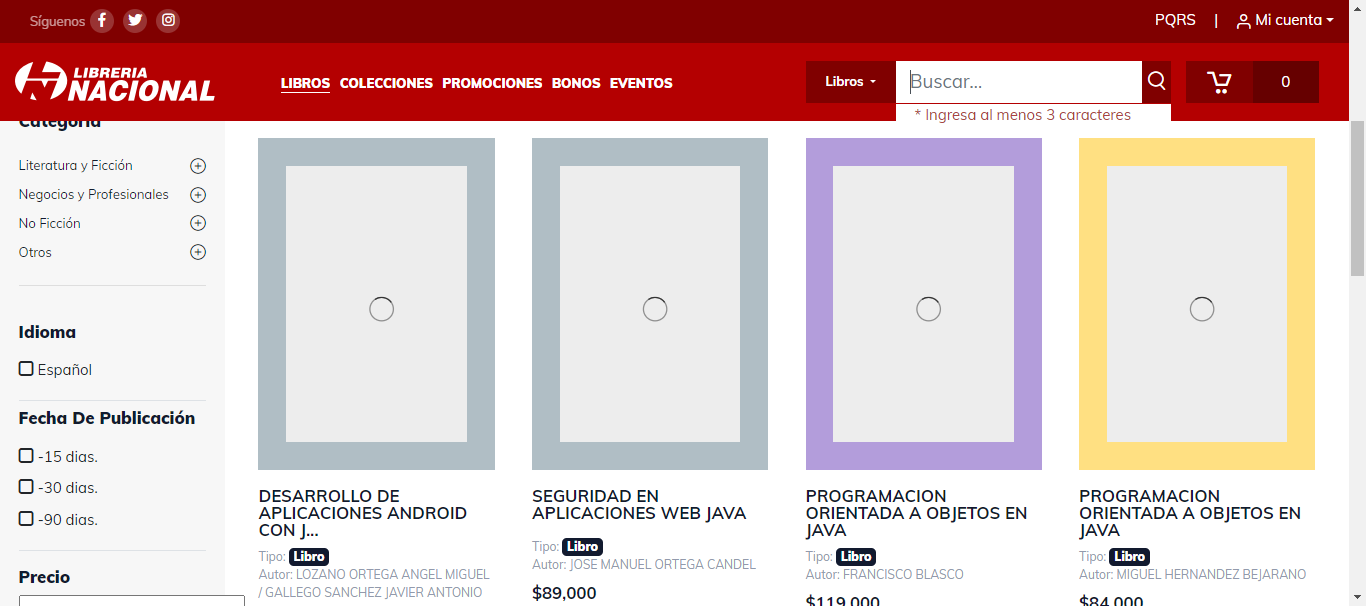 Síguenos
PQRS | Mi cuenta
LIBRERIA
NACIONAL
LIBROS COLECCIONES PROMOCIONES BONOS EVENTOS
Libros
Buscar...
0
* Ingresa al menos 3 caracteres
Categoría
Literatura y Ficción
Negocios y Profesionales
No Ficción
Otros
Idioma
Español
Fecha De Publicación
-15 dias.
-30 dias.
-90 dias.
Precio
DESARROLLO DE
APLICACIONES ANDROID
CON J...
Tipo: Libro
Autor: LOZANO ORTEGA ANGEL MIGUEL
/ GALLEGO SANCHEZ JAVIER ANTONIO
SEGURIDAD EN
APLICACIONES WEB JAVA
Tipo: Libro
Autor: JOSE MANUEL ORTEGA CANDEL
$89,000
PROGRAMACION
ORIENTADA A OBJETOS EN
JAVA
Tipo: Libro
Autor: FRANCISCO BLASCO
$119,000
PROGRAMACION
ORIENTADA A OBJETOS EN
JAVA
Tipo: Libro
Autor: MIGUEL HERNANDEZ BEJARANO
$84,000